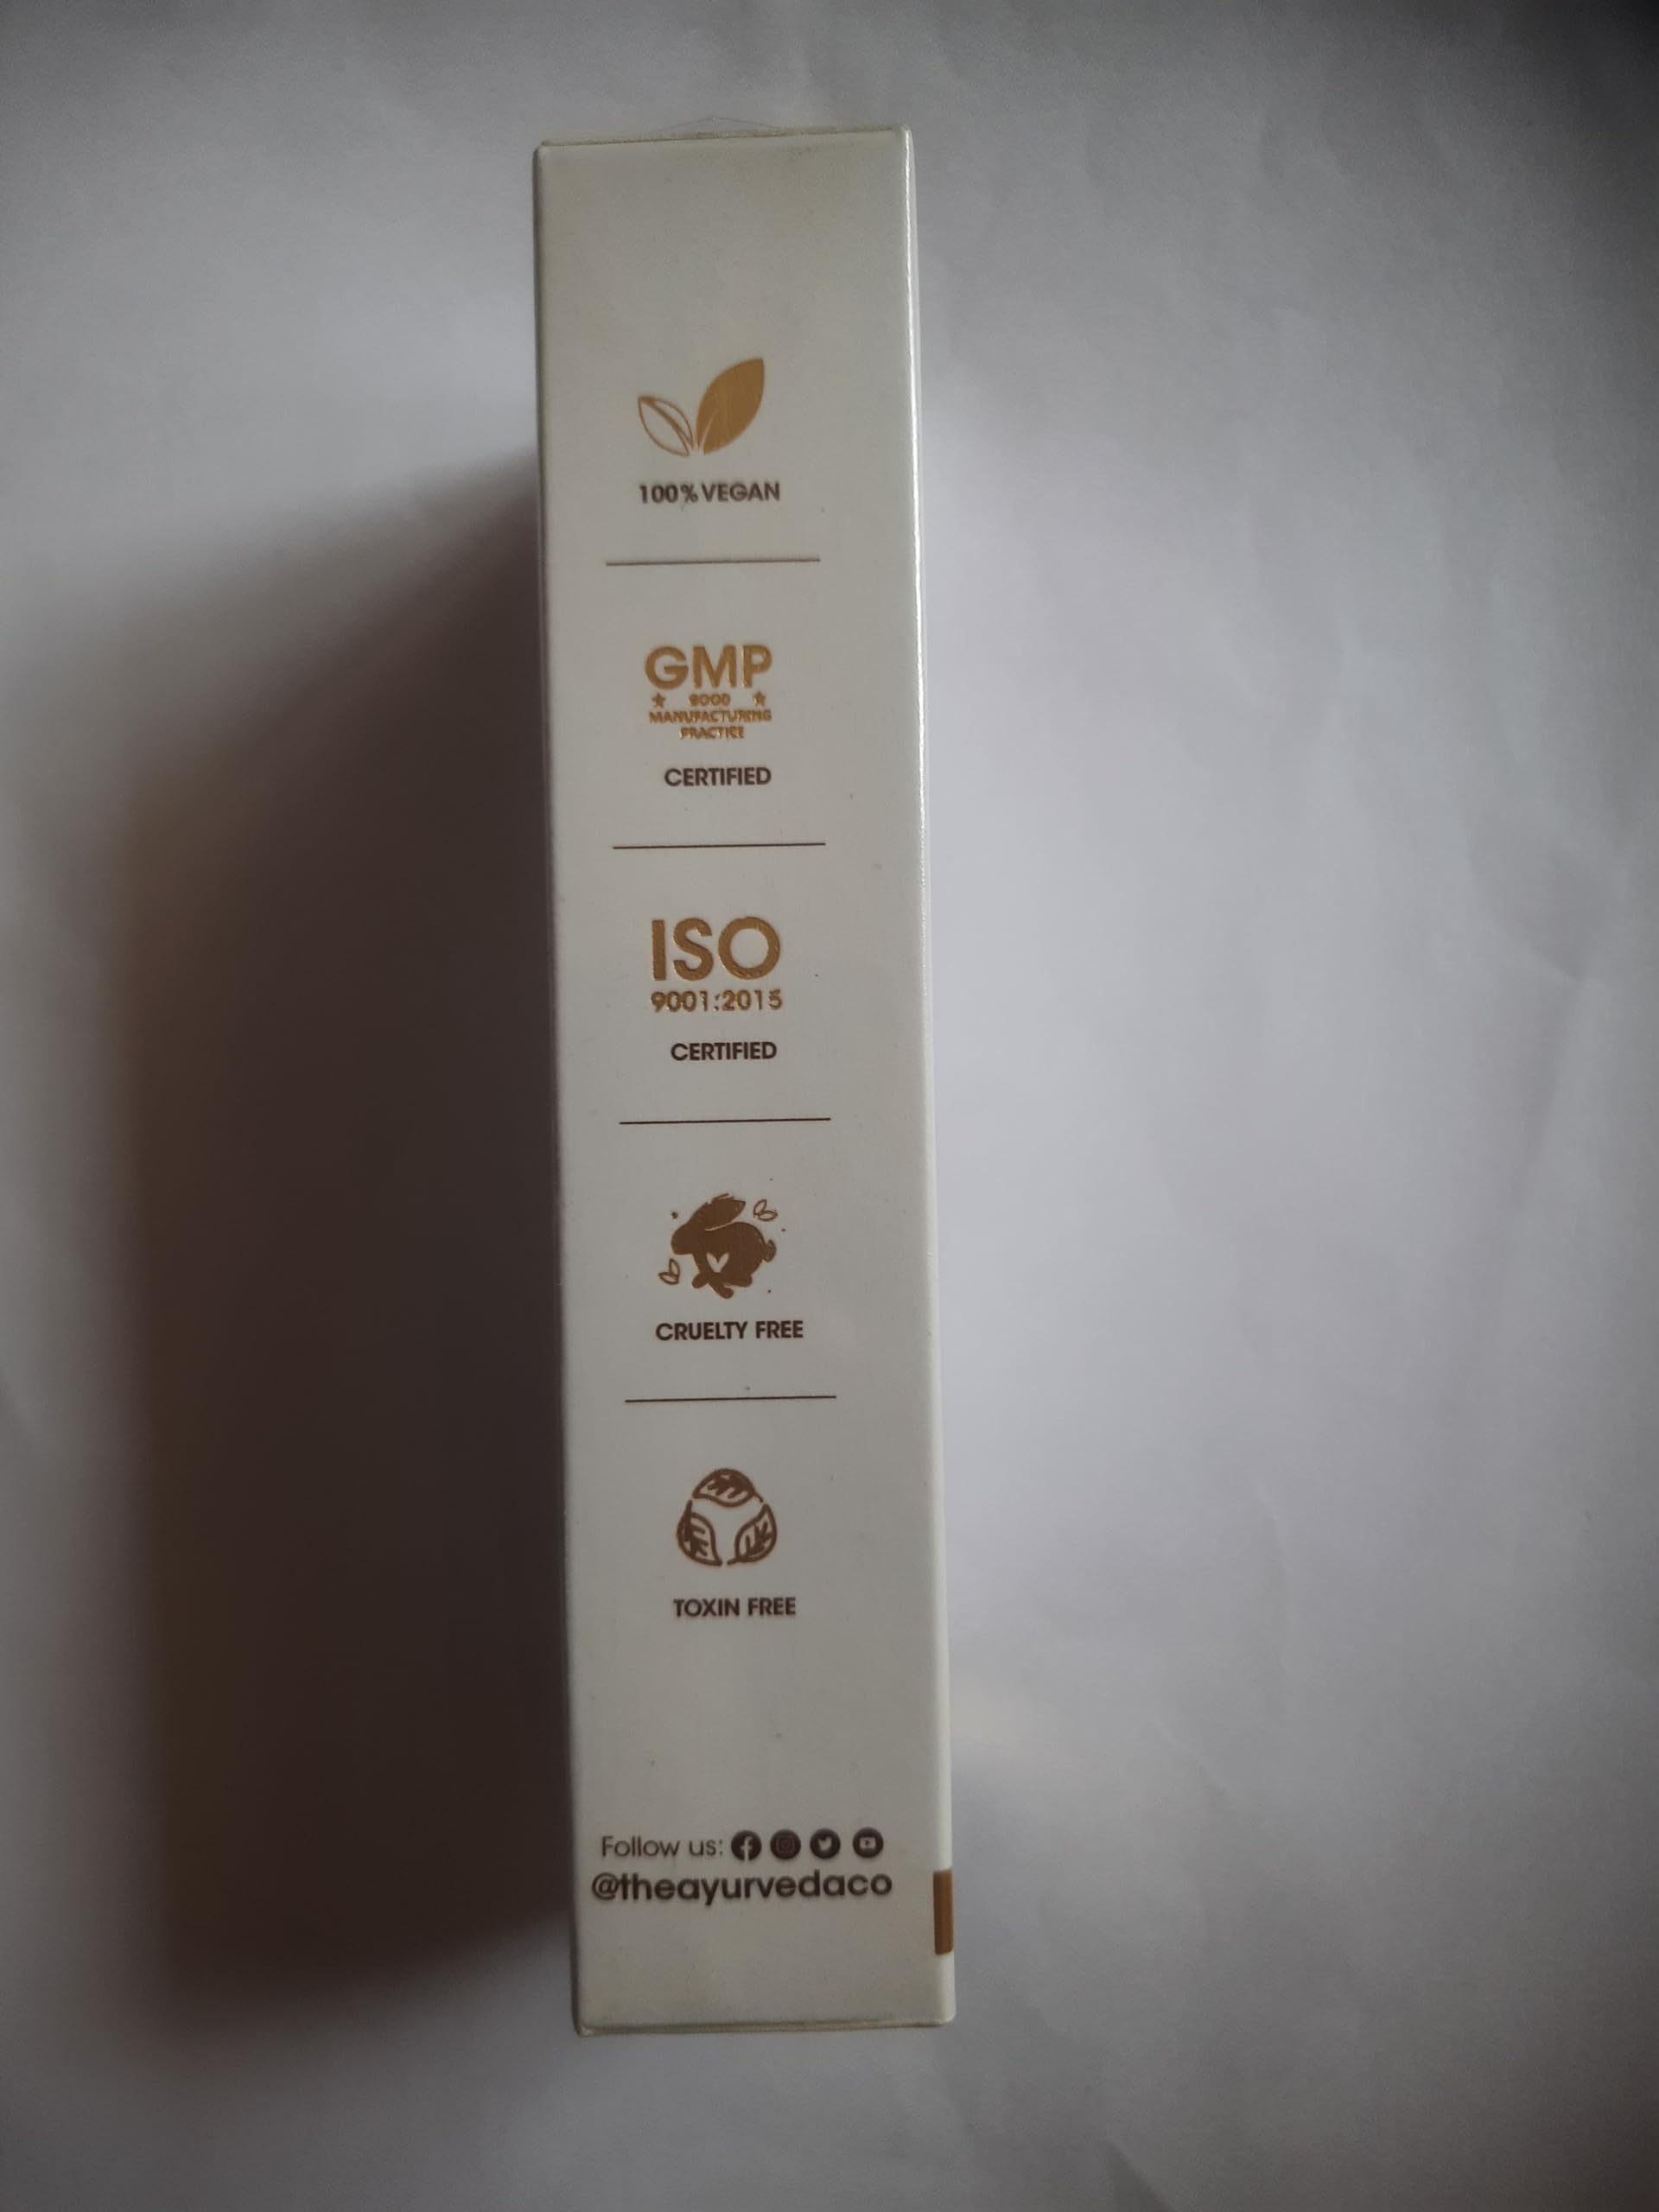 100% VEGAN
GMP
GOOD
MANUFACTURING
PRACTICE
CERTIFIED
ISO
9001:2015
CERTIFIED
CRUELTY FREE
TOXIN FREE
Follow us:
@theayurvedaco